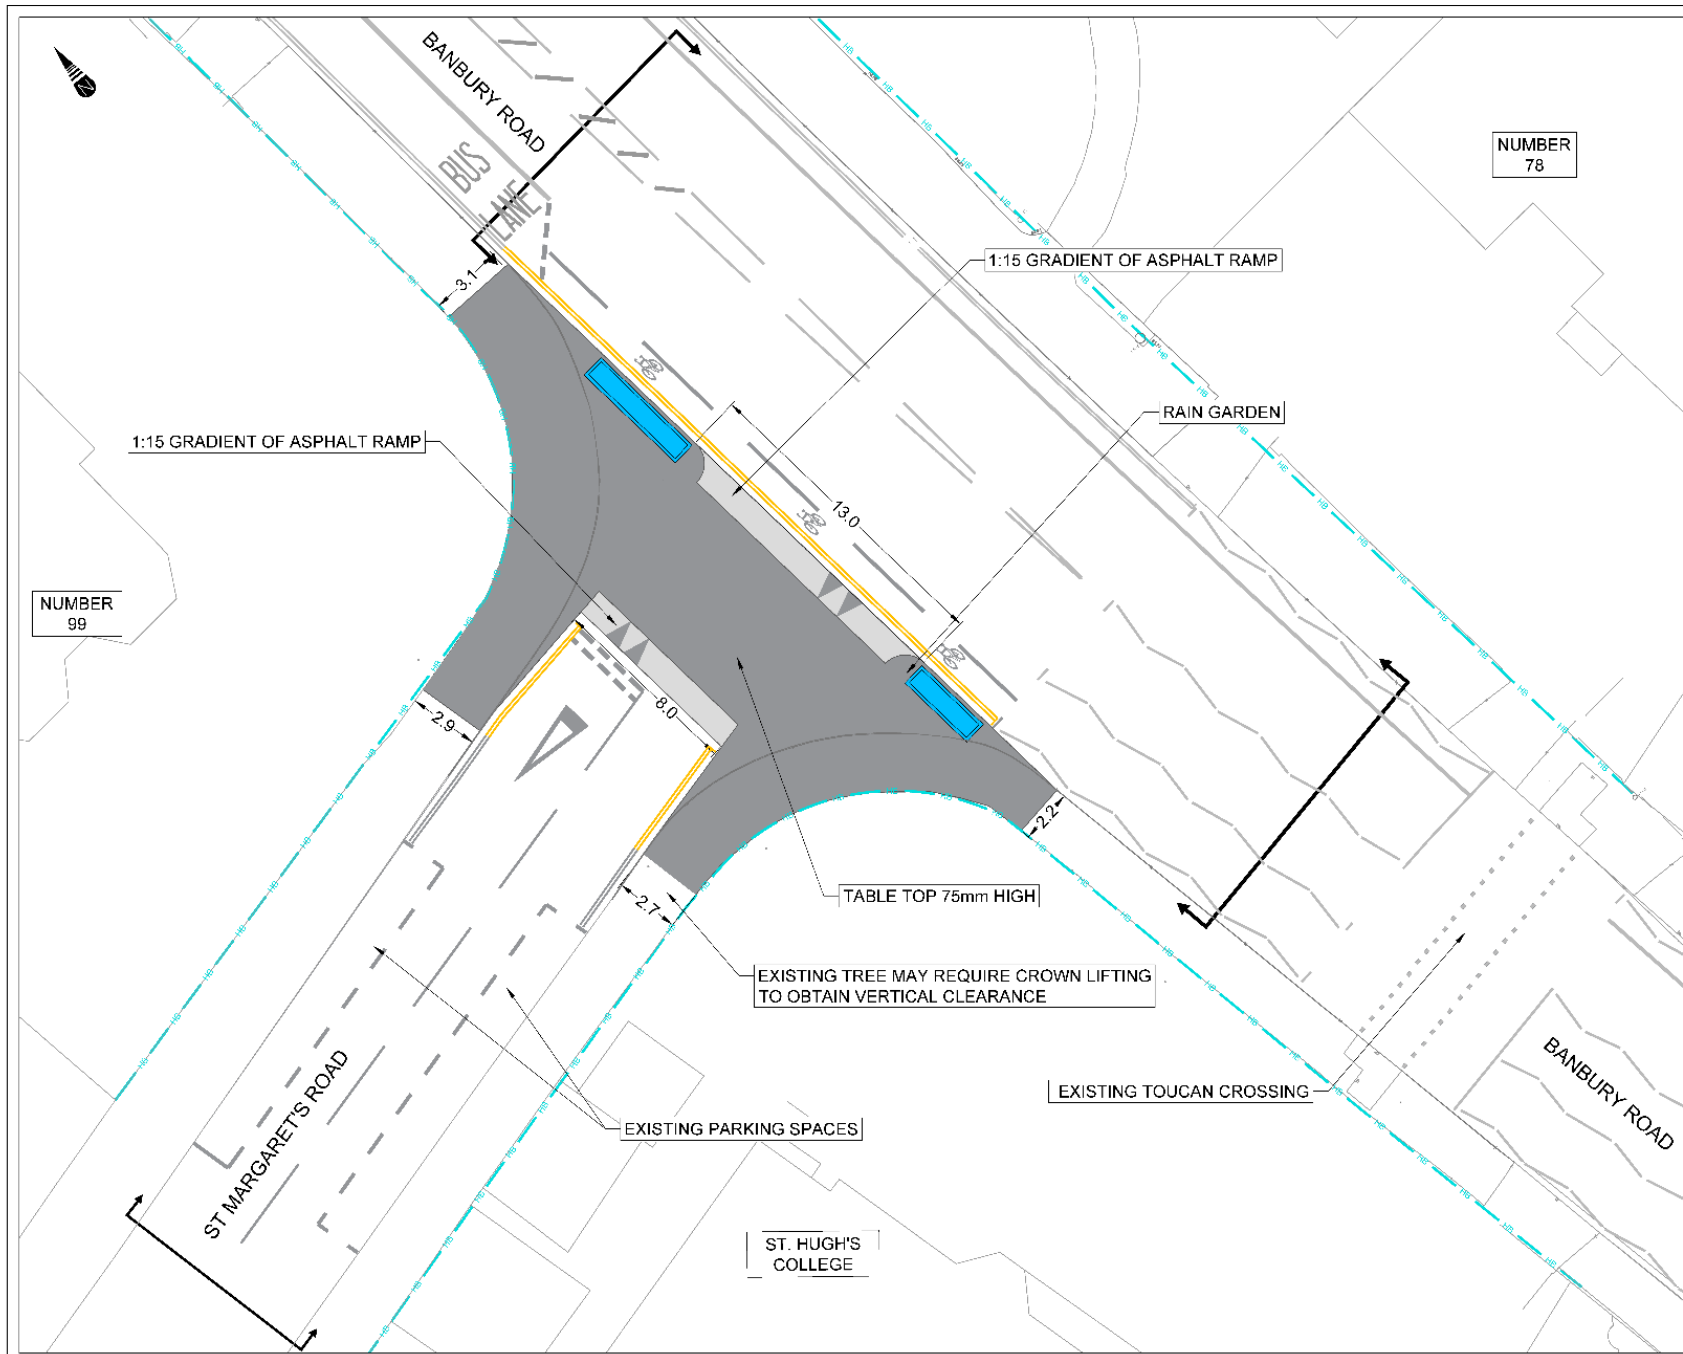 BANBURY ROAD
BUS
LANE
N
NUMBER
78
3.1
1:15 GRADIENT OF ASPHALT RAMP
RAIN GARDEN
1:15 GRADIENT OF ASPHALT RAMP
13.0
NUMBER
99
2.9
8.0
2.2
2.7
TABLE TOP 75mm HIGH
EXISTING TREE MAY REQUIRE CROWN LIFTING
TO OBTAIN VERTICAL CLEARANCE
EXISTING TOUCAN CROSSING
BANBURY ROAD
EXISTING PARKING SPACES
ST MARGARET'S ROAD
ST. HUGH'S
COLLEGE